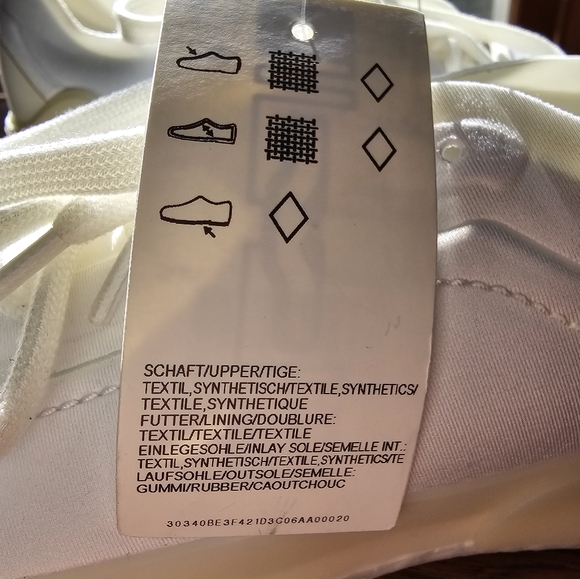 SCHAFT/UPPER/TIGE:
TEXTIL,SYNTHETISCH/TEXTILE,SYNTHETICS/
TEXTILE,SYNTHETIQUE
FUTTER/LINING/DOUBLURE:
TEXTIL/TEXTILE/TEXTILE
EINLEGESOHLE/INLAY SOLE/SEMELLE INT.:
TEXTIL,SYNTHETISCH/TEXTILE,SYNTHETICS/TE
LAUFSOHLE/OUTSOLE/SEMELLE:
GUMMI/RUBBER/CAOUTCHOUC
30340BE3F421D3C06AA00020